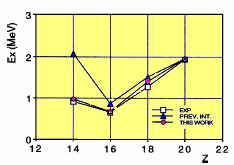 3
2
1
0
Ex (MeV)
EXP
PREV. INT.
THIS WORK
12 14 16 18 20 22
Z